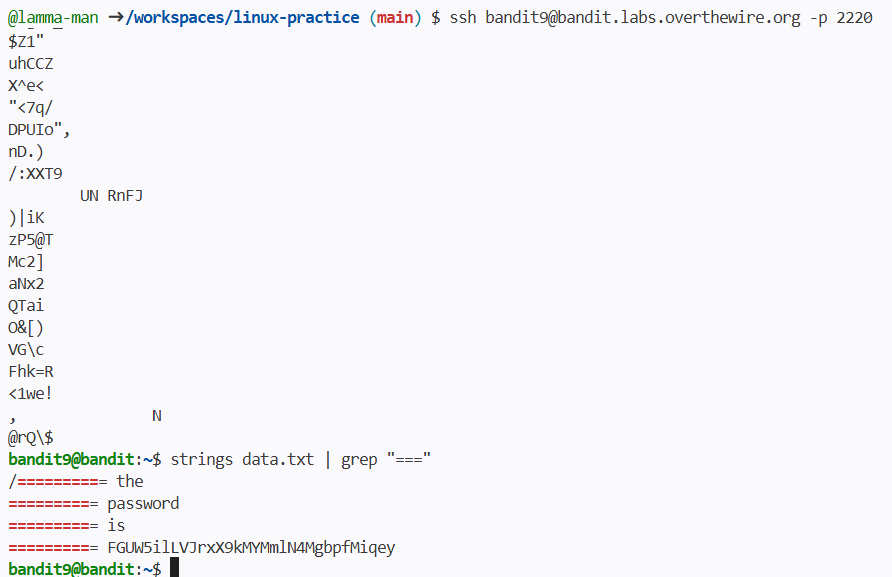 @lamma-man ➜/workspaces/linux-practice (main) $ ssh bandit9@bandit.labs.overthewire.org -p 2220
$Z1"
uhCCZ
X^e<
"<7q/
DPUIo",
nD.)
/:XXT9
UN RnFJ
)|iK
zP5@T
Mc2]
aNx2
QTai
O&[)
VG\c
Fhk=R
<1we!
, N
@rQ\$
bandit9@bandit:~$ strings data.txt | grep "==="
/========== the
========== password
========== is
========== FGUW5ilLVJrxX9kMYMmlN4MgbpfMiqey
bandit9@bandit:~$